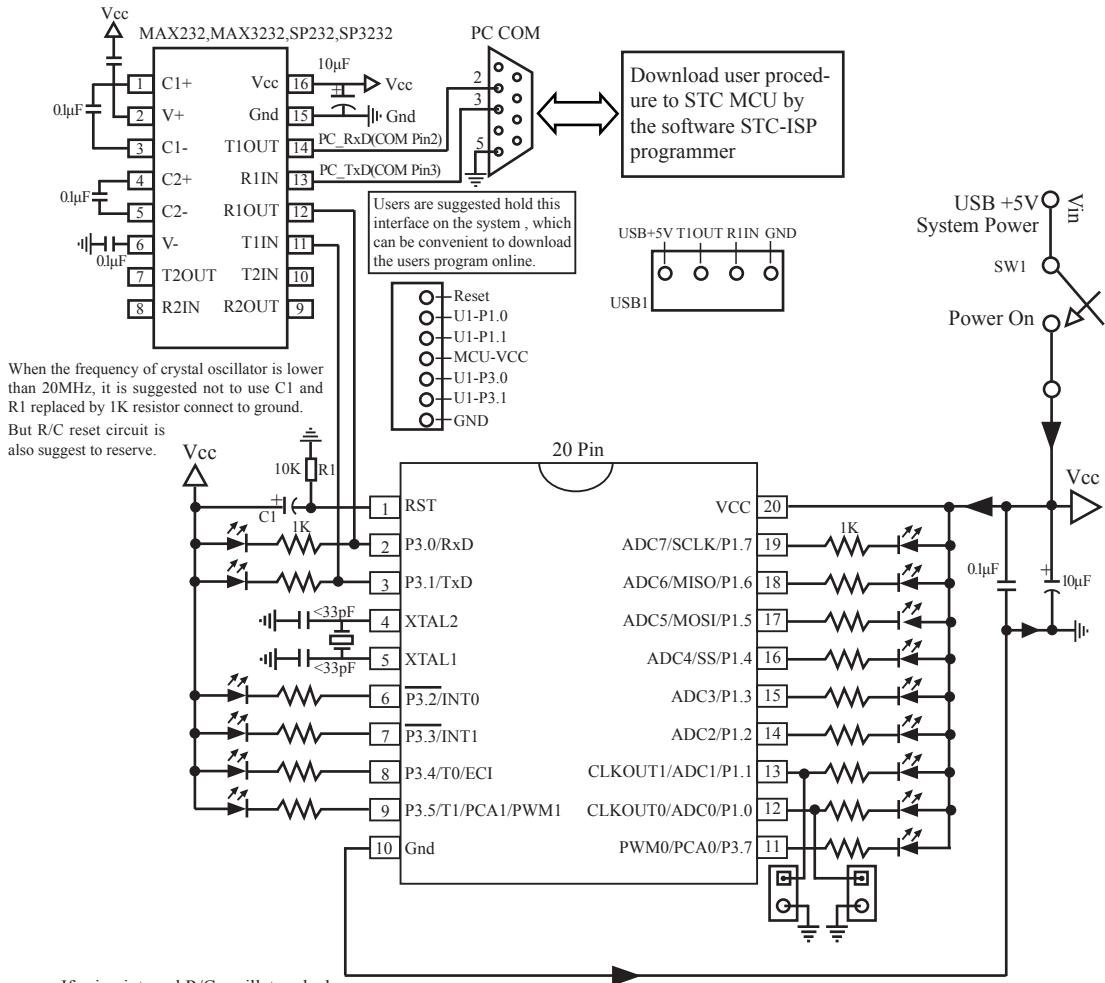 Vcc
MAX232,MAX3232,SP232,SP3232
PC COM
1 C1+
2 V+
3 C1-
4 C2+
5 C2-
6 V-
7 T2OUT
8 R2IN
Vcc 16
Gnd 15
T1OUT 14
R1IN 13
R1OUT 12
T1IN 11
T2IN 10
R2OUT 9
0.1µF
0.1µF
0.1µF
10µF
+
Vcc
Gnd
PC_RxD(COM Pin2)
PC_TxD(COM Pin3)
2
3
5
Download user proced-
ure to STC MCU by
the software STC-ISP
programmer
Users are suggested hold this
interface on the system , which
can be convenient to download
the users program online.
USB+5V T1OUT R1IN GND
USB1
USB +5V
System Power
Vin
SW1
Power On
Reset
U1-P1.0
U1-P1.1
MCU-VCC
U1-P3.0
U1-P3.1
GND
When the frequency of crystal oscillator is lower
than 20MHz, it is suggested not to use C1 and
R1 replaced by 1K resistor connect to ground.
But R/C reset circuit is
also suggest to reserve.
Vcc
10K R1
+
C1
1K
<33pF
<33pF
20 Pin
1 RST
2 P3.0/RxD
3 P3.1/TxD
4 XTAL2
5 XTAL1
6 P3.2/INT0
7 P3.3/INT1
8 P3.4/T0/ECI
9 P3.5/T1/PCA1/PWM1
10 Gnd
VCC 20
ADC7/SCLK/P1.7 19
ADC6/MISO/P1.6 18
ADC5/MOSI/P1.5 17
ADC4/SS/P1.4 16
ADC3/P1.3 15
ADC2/P1.2 14
CLKOUT1/ADC1/P1.1 13
CLKOUT0/ADC0/P1.0 12
PWM0/PCA0/P3.7 11
1K
Vcc
0.1µF
+
10µF